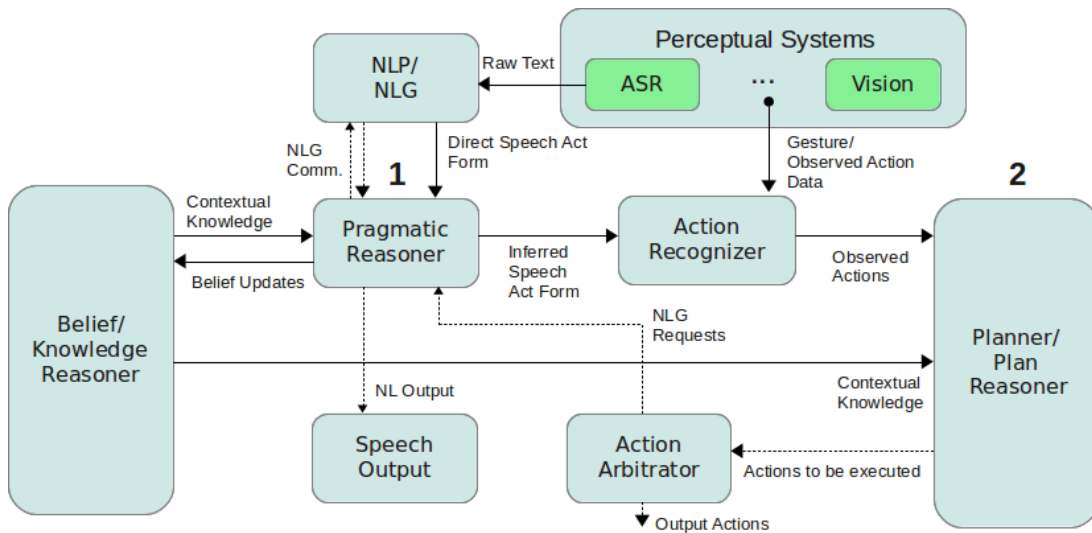 Perceptual Systems
ASR
...
Vision
NLP/
NLG
Raw Text
NLG
Comm.
Direct Speech Act
Form
Gesture/
Observed Action
Data
1
2
Contextual
Knowledge
Pragmatic
Reasoner
Action
Recognizer
Belief Updates
Inferred
Speech
Act Form
Observed
Actions
Belief/
Knowledge
Reasoner
NLG
Requests
Planner/
Plan
Reasoner
NL Output
Contextual
Knowledge
Speech
Output
Action
Arbitrator
Actions to be executed
Output Actions